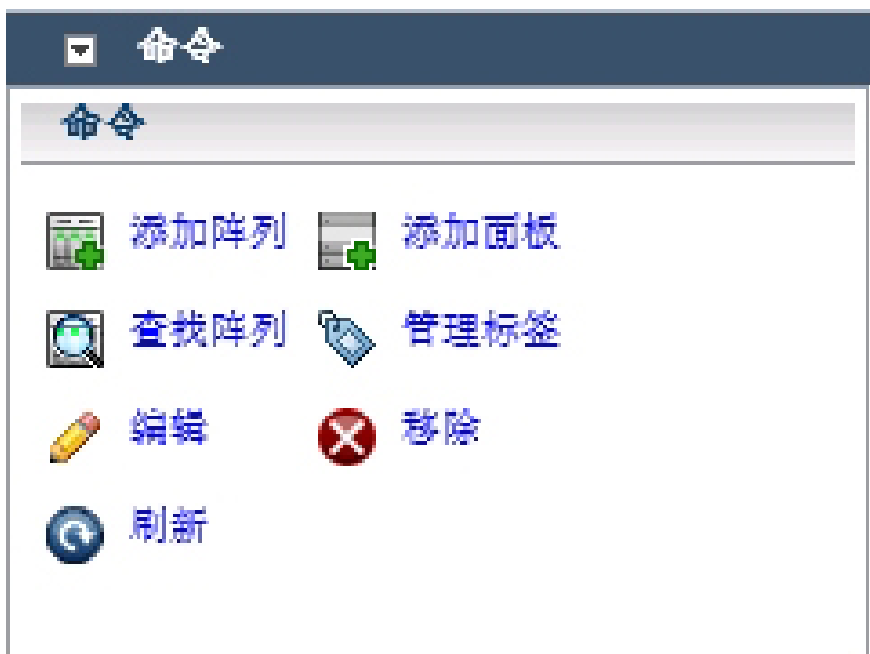 命令
命令
添加阵列 添加面板
查找阵列 管理标签
编辑 移除
刷新